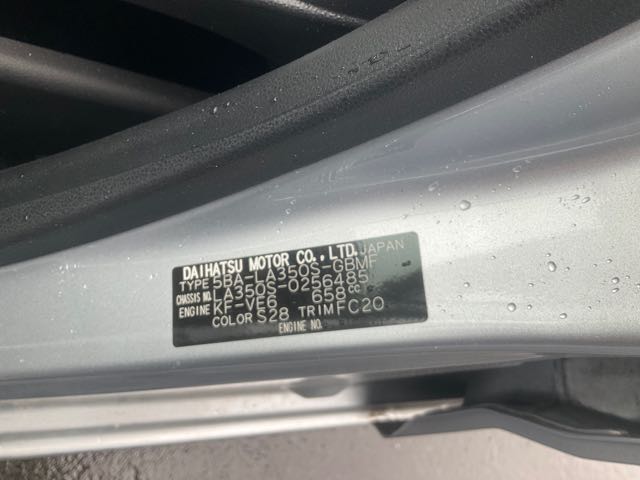 DAIHATSU MOTOR CO., LTD. JAPAN
TYPE 5BA-LA350S-GBMF
CHASSIS NO. LA350S-0256485
ENGINE KF-VE6 658cc
COLOR S28 TRIM FC20
ENGINE NO.